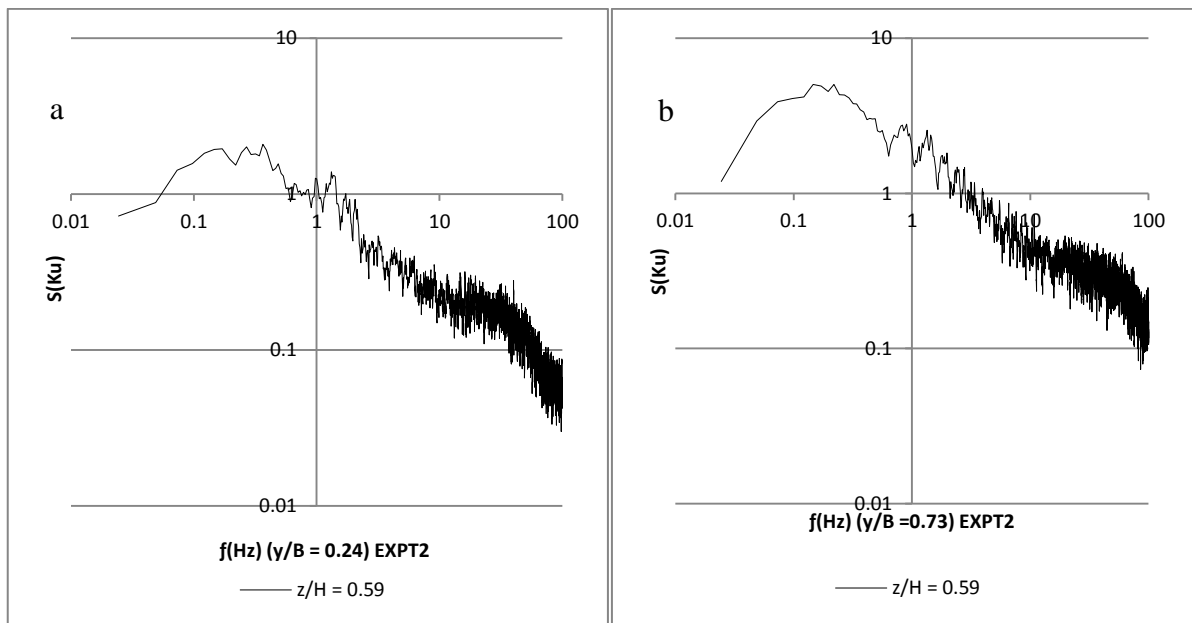 a
10
1
0.1
0.01
0.01
0.1
1
10
100
S(Ku)
ƒ(Hz) (y/B = 0.24) EXPT2
z/H = 0.59
b
10
1
0.1
0.01
0.01
0.1
1
10
100
S(Ku)
ƒ(Hz) (y/B =0.73) EXPT2
z/H = 0.59